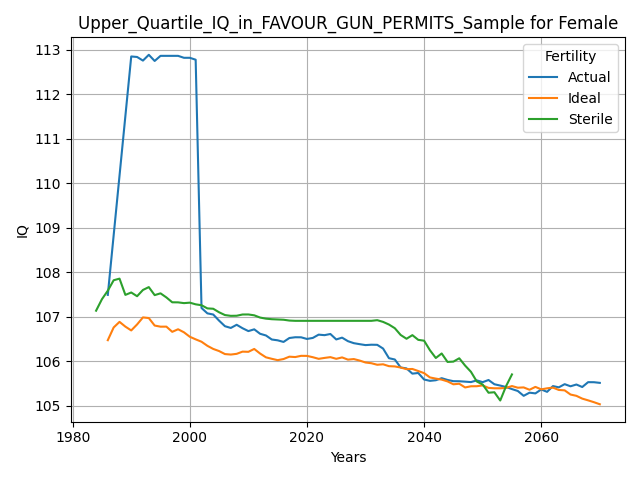 Upper_Quartile_IQ_in_FAVOUR_GUN_PERMITS_Sample for Female
Fertility
Actual
Ideal
Sterile
113
112
111
110
109
108
107
106
105
IQ
1980
2000
2020
2040
2060
Years